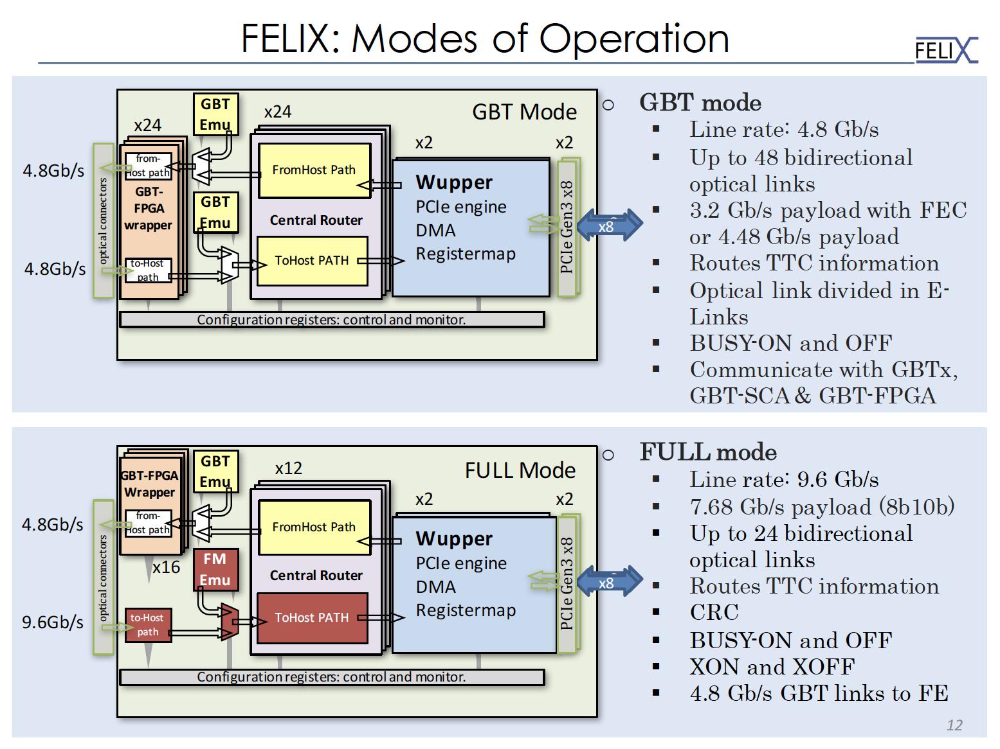 FELIX: Modes of Operation
FELIX
GBT Mode
x24
GBT
Emu
x24
x2
x2
4.8Gb/s
optical connectors
from-
Host path
GBT-
FPGA
wrapper
GBT
Emu
FromHost Path
Central Router
Wupper
PCIe engine
DMA
Registermap
PCIe Gen3 x8
x8
4.8Gb/s
to-Host
path
ToHost PATH
Configuration registers: control and monitor.
GBT mode
Line rate: 4.8 Gb/s
Up to 48 bidirectional
optical links
3.2 Gb/s payload with FEC
or 4.48 Gb/s payload
Routes TTC information
Optical link divided in E-
Links
BUSY-ON and OFF
Communicate with GBTx,
GBT-SCA & GBT-FPGA
FULL Mode
GBT-FPGA
Wrapper
GBT
Emu
x12
x2
x2
4.8Gb/s
optical connectors
from-
Host path
x16
FM
Emu
FromHost Path
Central Router
Wupper
PCIe engine
DMA
Registermap
PCIe Gen3 x8
x8
9.6Gb/s
to-Host
path
ToHost PATH
Configuration registers: control and monitor.
FULL mode
Line rate: 9.6 Gb/s
7.68 Gb/s payload (8b10b)
Up to 24 bidirectional
optical links
Routes TTC information
CRC
BUSY-ON and OFF
XON and XOFF
4.8 Gb/s GBT links to FE
12